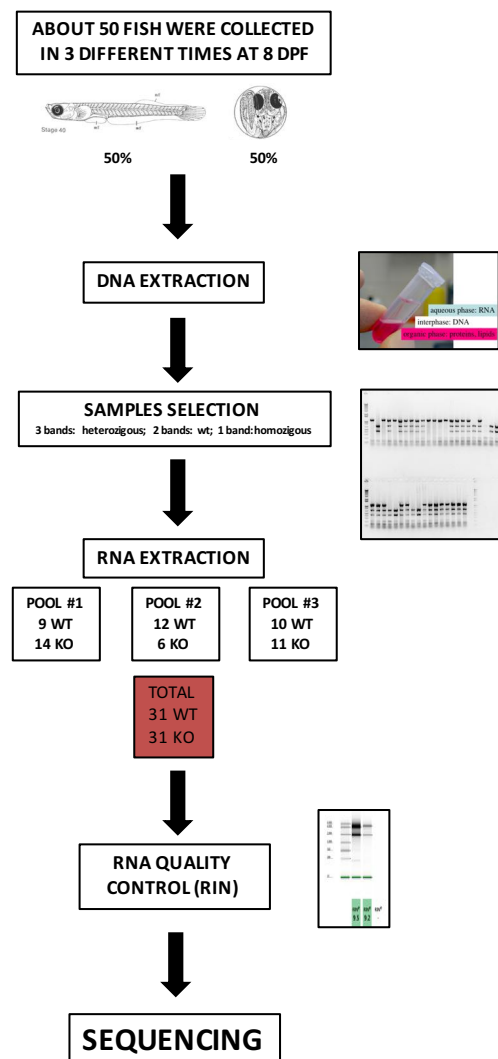 ABOUT 50 FISH WERE COLLECTED
IN 3 DIFFERENT TIMES AT 8 DPF
Stage 45
50%
50%
DNA EXTRACTION
aqueous phase: RNA
interphase: DNA
organic phase: proteins, lipids
SAMPLES SELECTION
3 bands: heterozigous; 2 bands: wt; 1 band:homozigous
RNA EXTRACTION
POOL #1
9 WT
14 KO
POOL #2
12 WT
6 KO
POOL #3
10 WT
11 KO
TOTAL
31 WT
31 KO
RNA QUALITY
CONTROL (RIN)
SEQUENCING